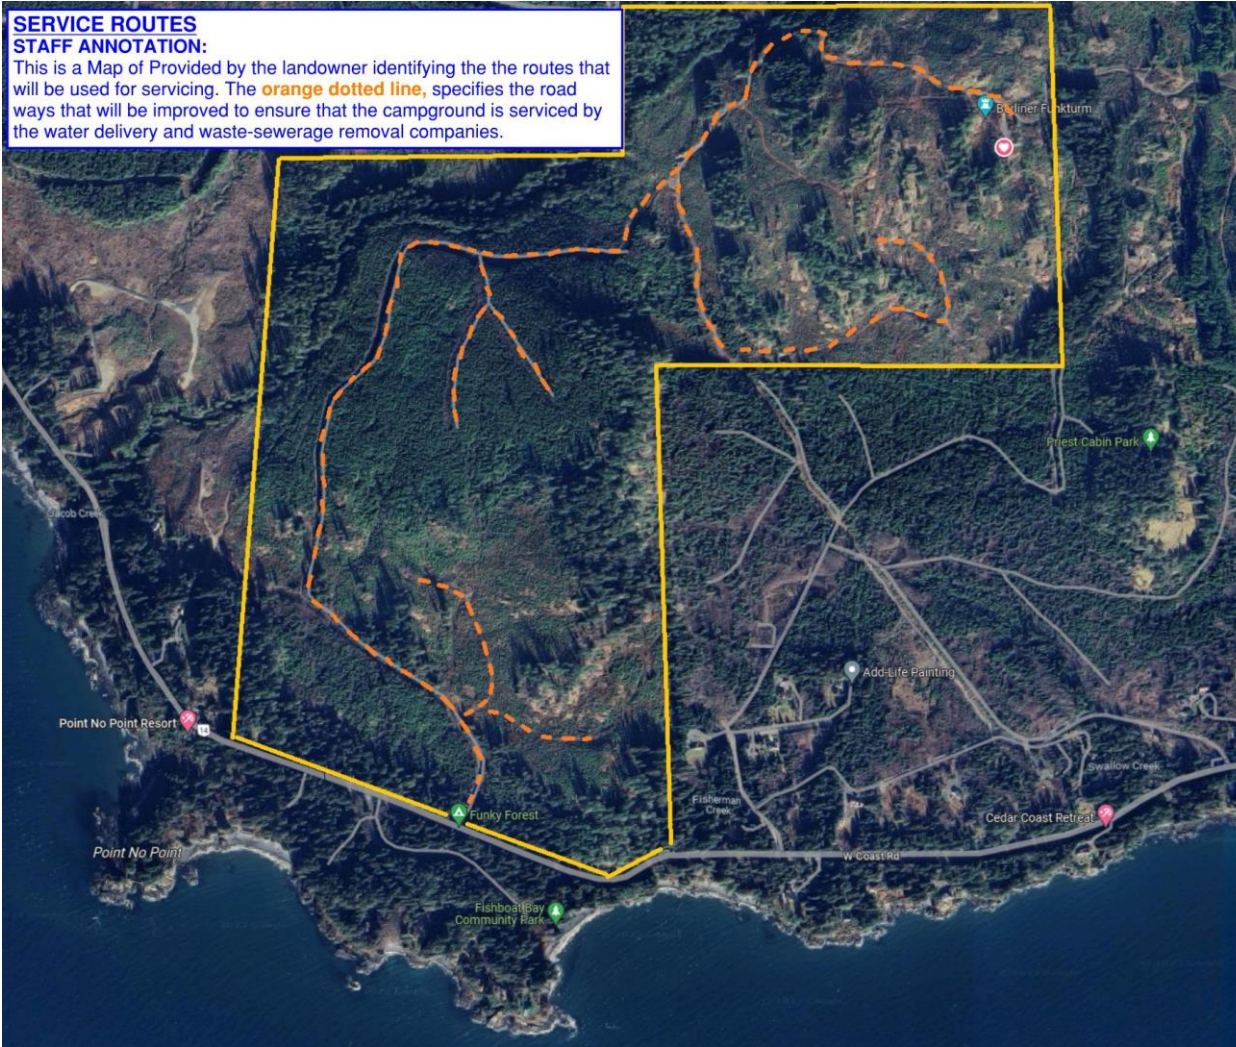 SERVICE ROUTES
STAFF ANNOTATION:
This is a Map of Provided by the landowner identifying the the routes that
will be used for servicing. The orange dotted line, specifies the road
ways that will be improved to ensure that the campground is serviced by
the water delivery and waste-sewerage removal companies.
Berliner Funkturm
Priest Cabin Park
Jacob Creek
Add-Life Painting
Point No Point Resort
14
Swallow Creek
Fisherman
Creek
Funky Forest
Cedar Coast Retreat
Point No Point
W Coast Rd
Fishboat Bay
Community Park